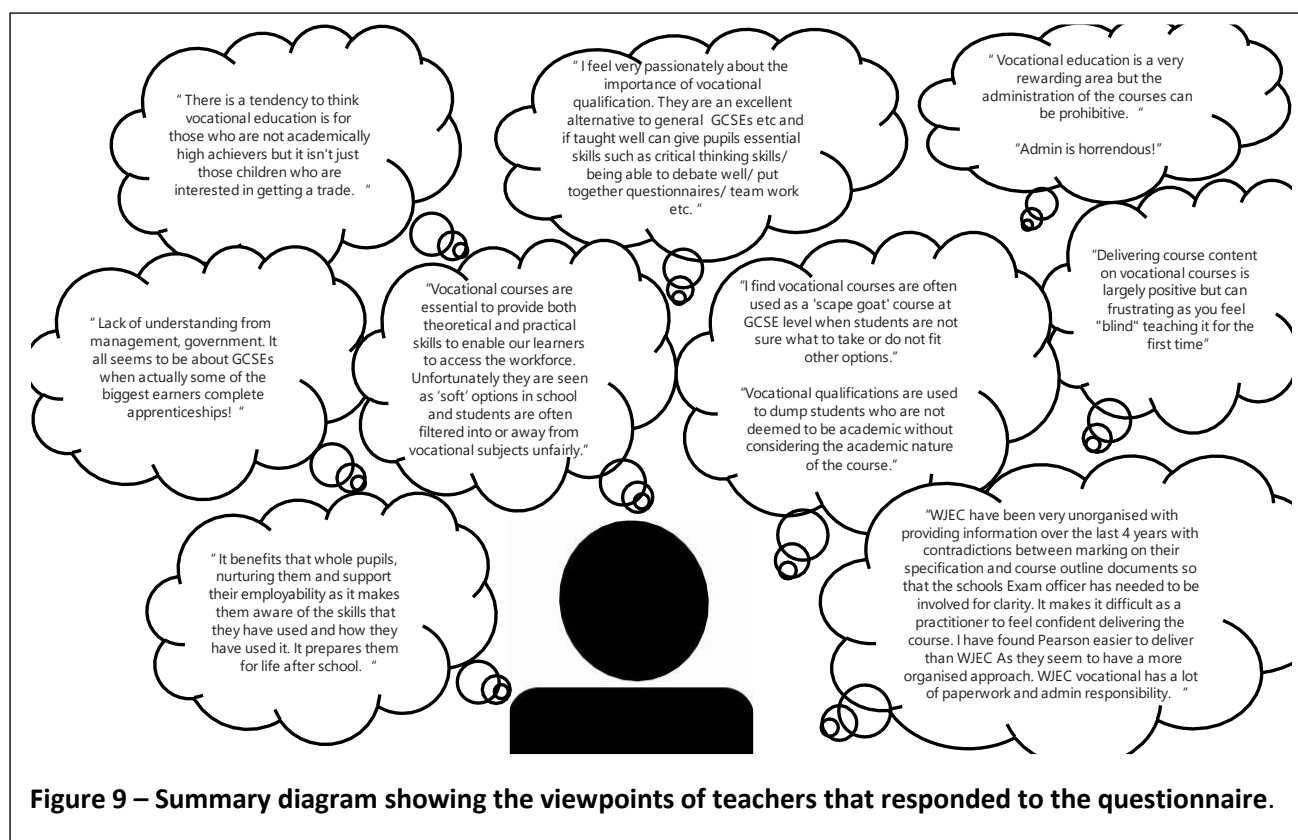 “ There is a tendency to think
vocational education is for
those who are not academically
high achievers but it isn't just
those children who are
interested in getting a trade.   “
“ I feel very passionately about the
importance of vocational
qualification. They are an excellent
alternative to general  GCSEs etc and
if taught well can give pupils essential
skills such as critical thinking skills/
being able to debate well/ put
together questionnaires/ team work
etc. “
“ Vocational education is a very
rewarding area but the
administration of the courses can
be prohibitive.  “
“Admin is horrendous!”
“ Lack of understanding from
management, government. It
all seems to be about GCSEs
when actually some of the
biggest earners complete
apprenticeships!  “
“Vocational courses are
essential to provide both
theoretical and practical
skills to enable our learners
to access the workforce.
Unfortunately they are seen
as ‘soft’ options in school
and students are often
filtered into or away from
vocational subjects unfairly.”
“I find vocational courses are often
used as a 'scape goat' course at
GCSE level when students are not
sure what to take or do not fit
other options.”
“Vocational qualifications are used
to dump students who are not
deemed to be academic without
considering the academic nature
of the course.”
“Delivering course content
on vocational courses is
largely positive but can
frustrating as you feel
"blind" teaching it for the
first time”
“ It benefits that whole pupils,
nurturing them and support
their employability as it makes
them aware of the skills that
they have used and how they
have used it. It prepares them
for life after school.   “
“WJEC have been very unorganised with
providing information over the last 4 years with
contradictions between marking on their
specification and course outline documents so
that the schools Exam officer has needed to be
involved for clarity. It makes it difficult as a
practitioner to feel confident delivering the
course. I have found Pearson easier to deliver
than WJEC As they seem to have a more
organised approach. WJEC vocational has a lot
of paperwork and admin responsibility.   “
Figure 9 – Summary diagram showing the viewpoints of teachers that responded to the questionnaire.